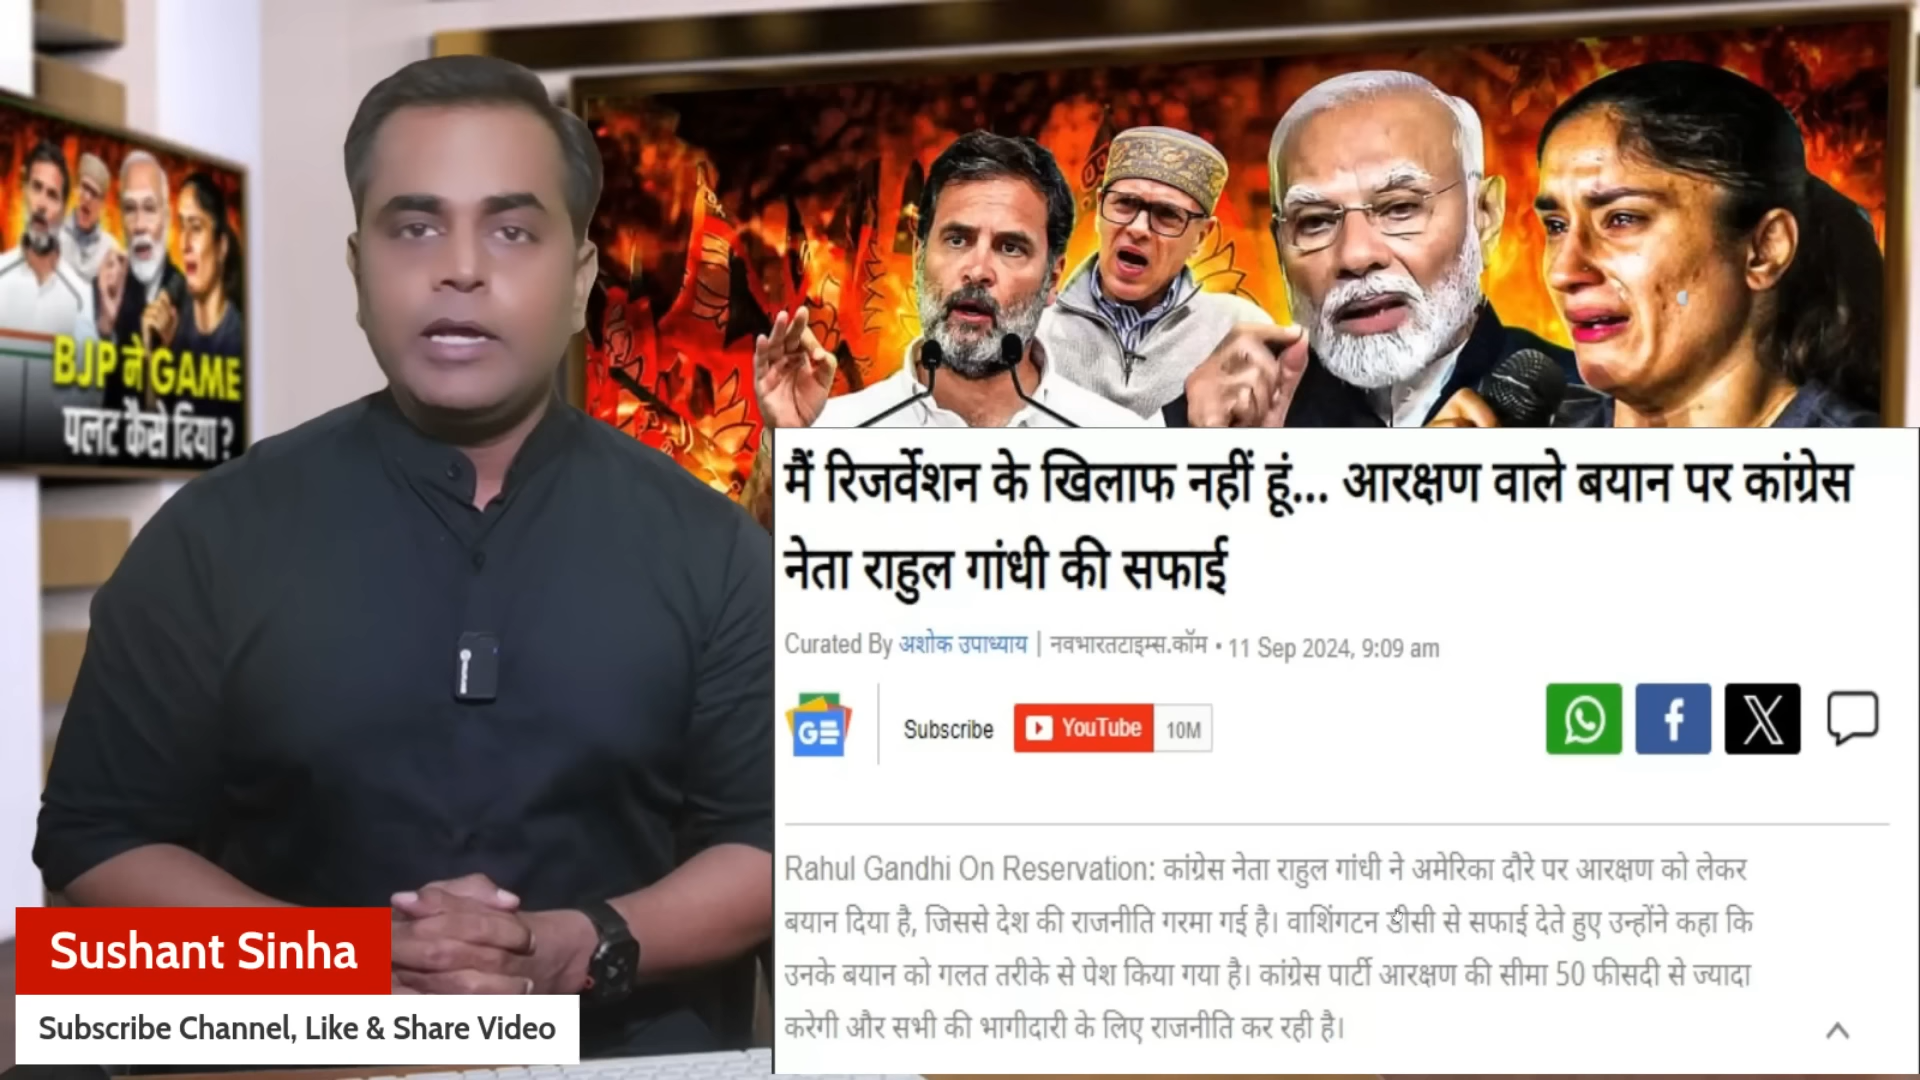 BJP ने GAME
पलट कैसे दिया ?
मैं रिजर्वेशन के खिलाफ नहीं हूं... आरक्षण वाले बयान पर कांग्रेस
नेता राहुल गांधी की सफाई
Curated By अशोक उपाध्याय | नवभारतटाइम्स.कॉम • 11 Sep 2024, 9:09 am
Subscribe YouTube 10M
Rahul Gandhi On Reservation: कांग्रेस नेता राहुल गांधी ने अमेरिका दौरे पर आरक्षण को लेकर
बयान दिया है, जिससे देश की राजनीति गरमा गई है। वाशिंगटन डीसी से सफाई देते हुए उन्होंने कहा कि
उनके बयान को गलत तरीके से पेश किया गया है। कांग्रेस पार्टी आरक्षण की सीमा 50 फीसदी से ज्यादा
करेगी और सभी की भागीदारी के लिए राजनीति कर रही है।
Sushant Sinha
Subscribe Channel, Like & Share Video